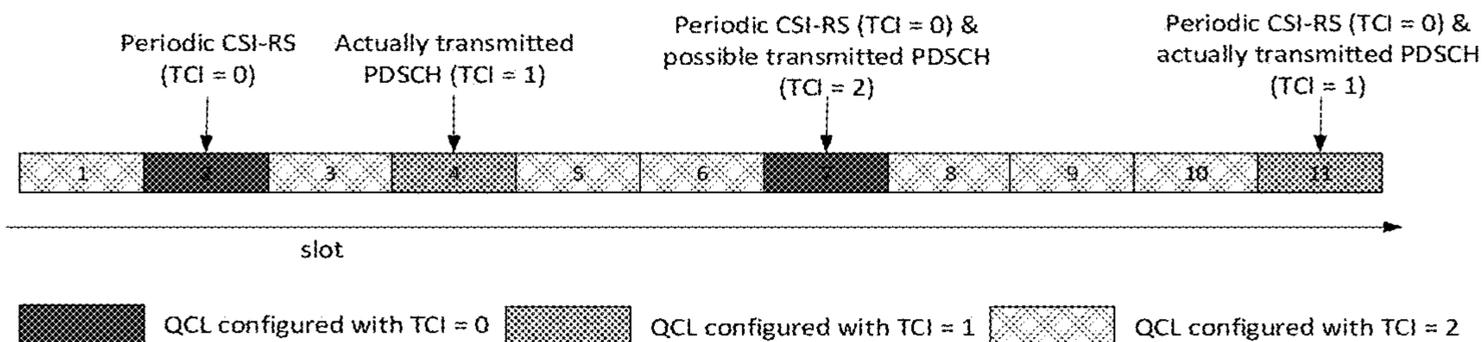 Periodic CSI-RS
(TCI = 0)
Actually transmitted
PDSCH (TCI = 1)
Periodic CSI-RS (TCI = 0) &
possible transmitted PDSCH
(TCI = 2)
Periodic CSI-RS (TCI = 0) &
actually transmitted PDSCH
(TCI = 1)
1 2 3 4 5 6 7 8 9 10 11
slot
QCL configured with TCI = 0 QCL configured with TCI = 1 QCL configured with TCI = 2